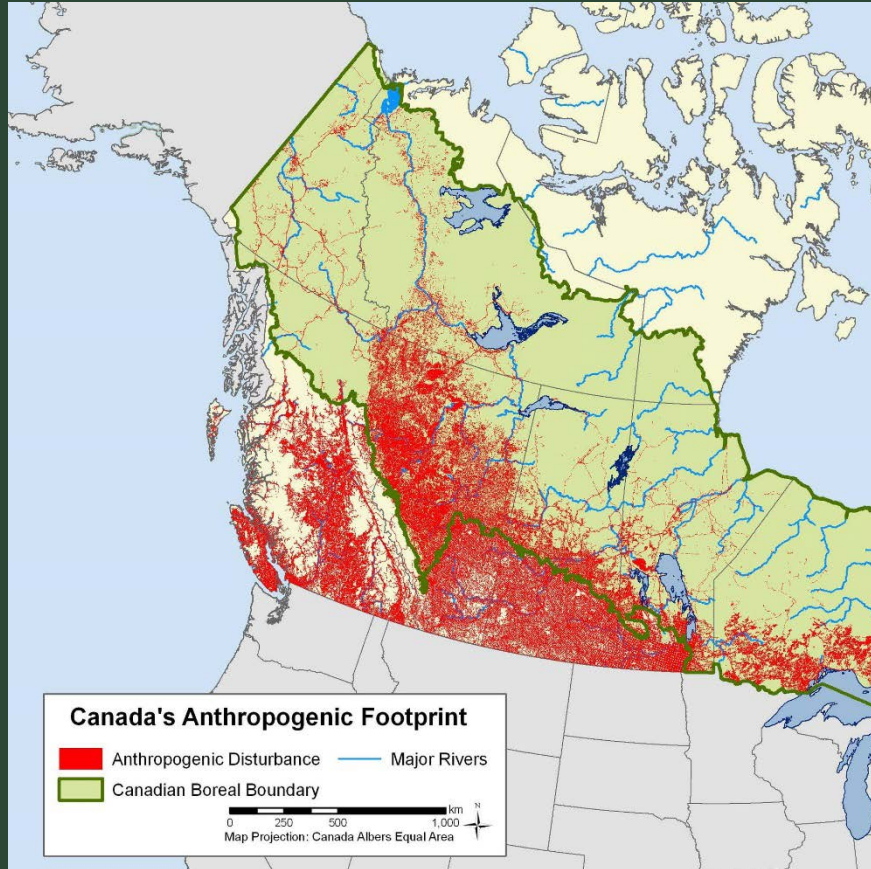 Canada's Anthropogenic Footprint
Anthropogenic Disturbance
Major Rivers
Canadian Boreal Boundary
km
N
0 250 500 1,000
Map Projection: Canada Albers Equal Area